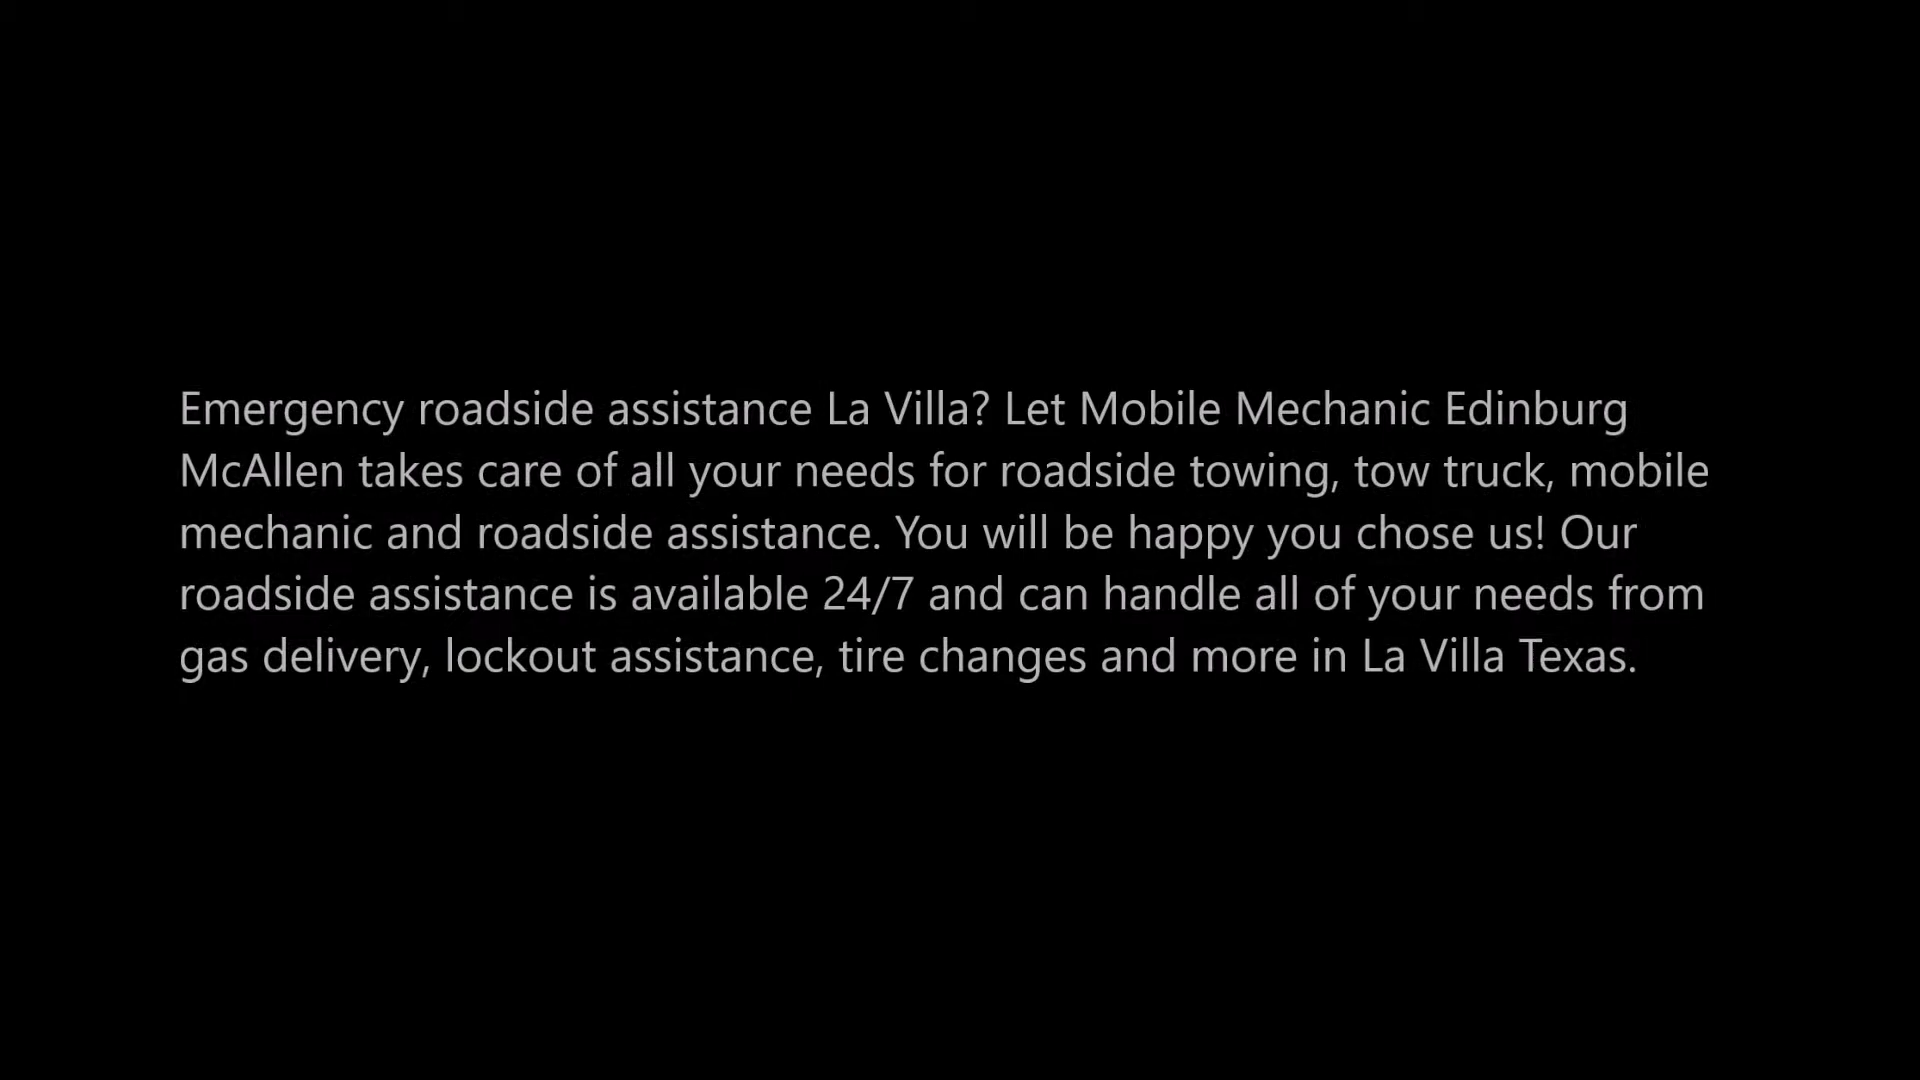 Emergency roadside assistance La Villa? Let Mobile Mechanic Edinburg
McAllen takes care of all your needs for roadside towing, tow truck, mobile
mechanic and roadside assistance. You will be happy you chose us! Our
roadside assistance is available 24/7 and can handle all of your needs from
gas delivery, lockout assistance, tire changes and more in La Villa Texas.